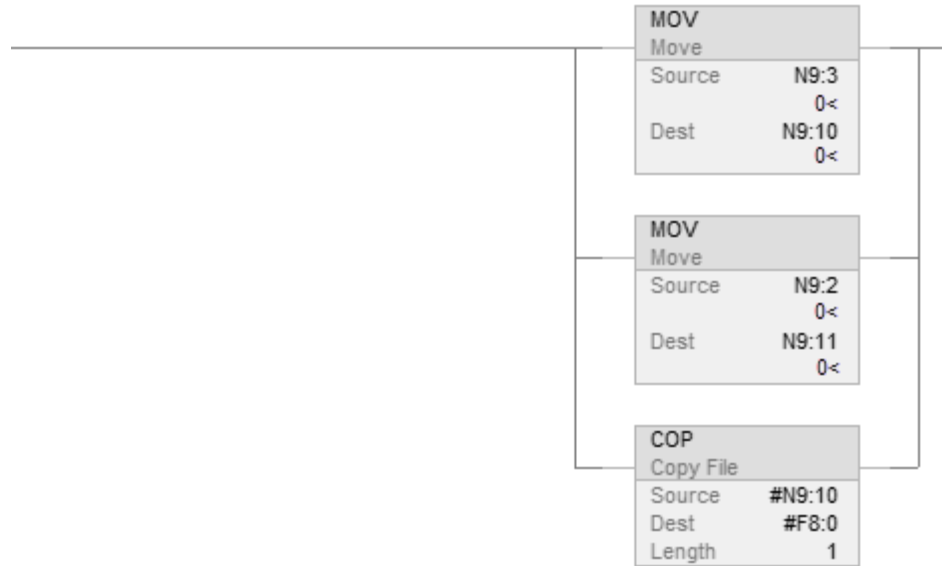 MOV
Move
Source N9:3
0<
Dest N9:10
0<
MOV
Move
Source N9:2
0<
Dest N9:11
0<
COP
Copy File
Source #N9:10
Dest #F8:0
Length 1